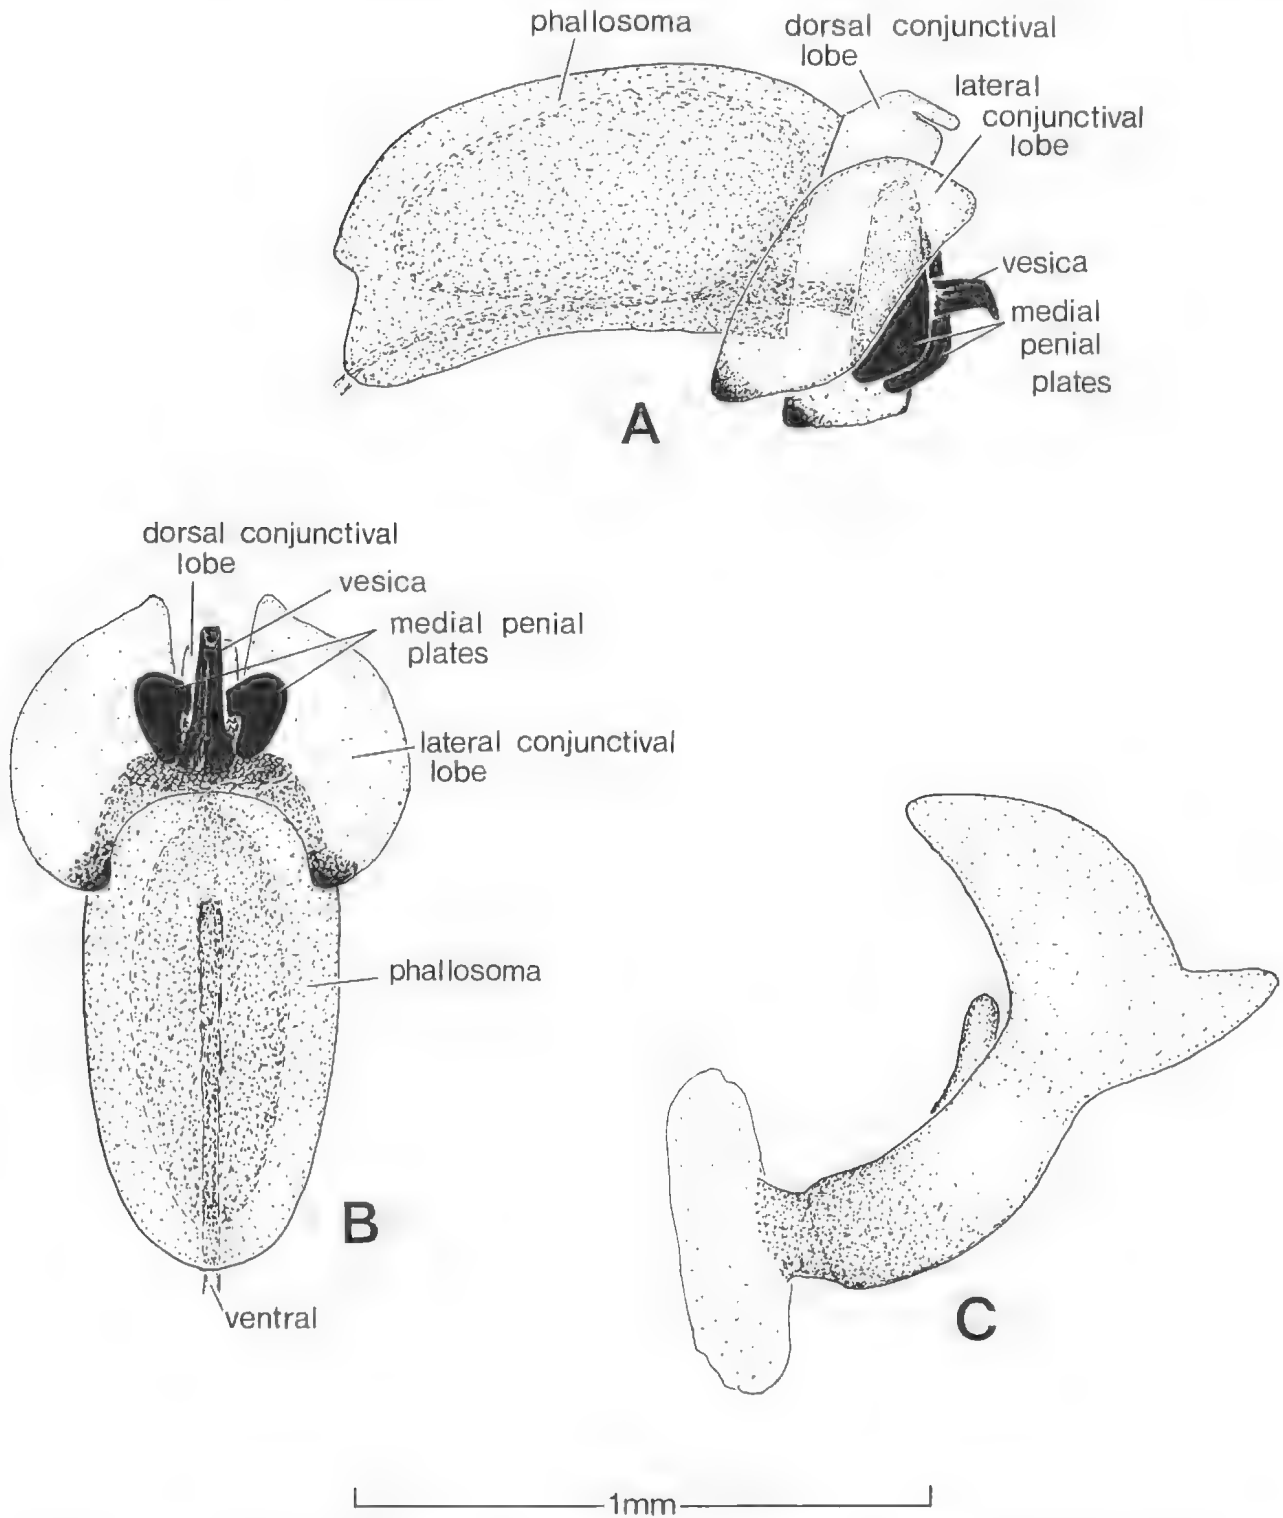 phallosoma
dorsal conjunctival
lobe
lateral
conjunctival
lobe
vesica
medial
penial
plates
A
dorsal conjunctival
lobe
vesica
medial penial
plates
lateral conjunctival
lobe
phallosoma
B
ventral
C
1mm